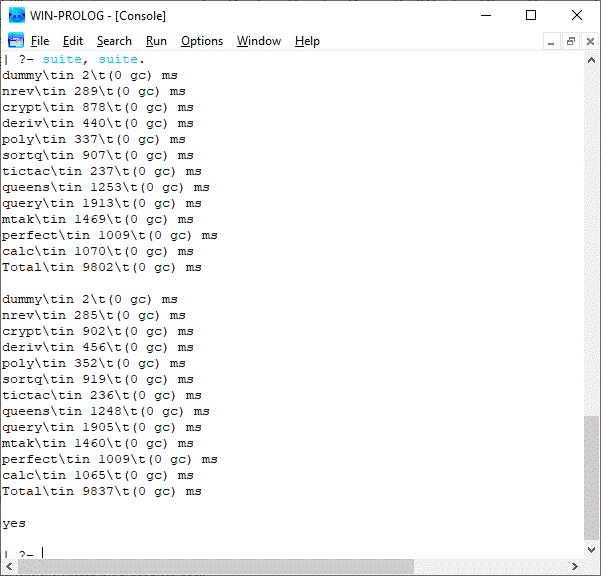 WIN-PROLOG - [Console]
File Edit Search Run Options Window Help
| ?- suite, suite.
dummy\tin 2\t(0 gc) ms
nrev\tin 289\t(0 gc) ms
crypt\tin 878\t(0 gc) ms
deriv\tin 440\t(0 gc) ms
poly\tin 337\t(0 gc) ms
sortq\tin 907\t(0 gc) ms
tictac\tin 237\t(0 gc) ms
queens\tin 1253\t(0 gc) ms
query\tin 1913\t(0 gc) ms
mtak\tin 1469\t(0 gc) ms
perfect\tin 1009\t(0 gc) ms
calc\tin 1070\t(0 gc) ms
Total\tin 9802\t(0 gc) ms
dummy\tin 2\t(0 gc) ms
nrev\tin 285\t(0 gc) ms
crypt\tin 902\t(0 gc) ms
deriv\tin 456\t(0 gc) ms
poly\tin 352\t(0 gc) ms
sortq\tin 919\t(0 gc) ms
tictac\tin 236\t(0 gc) ms
queens\tin 1248\t(0 gc) ms
query\tin 1905\t(0 gc) ms
mtak\tin 1460\t(0 gc) ms
perfect\tin 1009\t(0 gc) ms
calc\tin 1065\t(0 gc) ms
Total\tin 9837\t(0 gc) ms
yes
| ?-